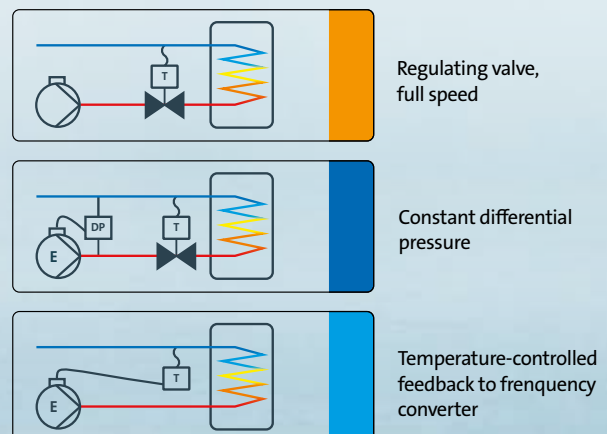 T
Regulating valve,
full speed
DP
T
E
Constant differential
pressure
T
E
Temperature-controlled
feedback to frenquency
converter